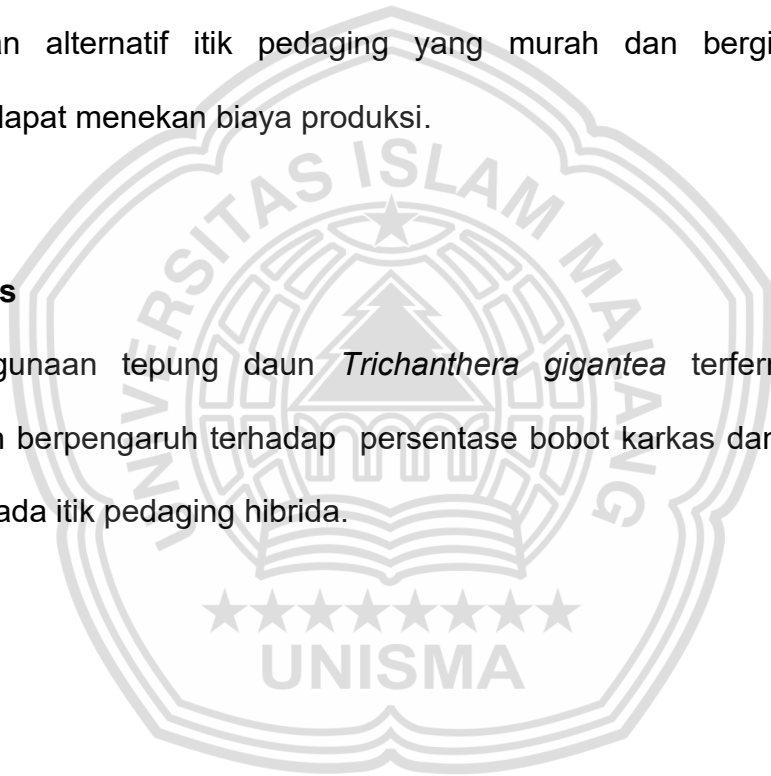 an alternatif itik pedaging yang murah dan bergi
dapat menekan biaya produksi.
UNIVERSITAS ISLAM MALANG
s
gunaan tepung daun Trichanthera gigantea terfer
n berpengaruh terhadap persentase bobot karkas dan
ada itik pedaging hibrida.
UNISMA